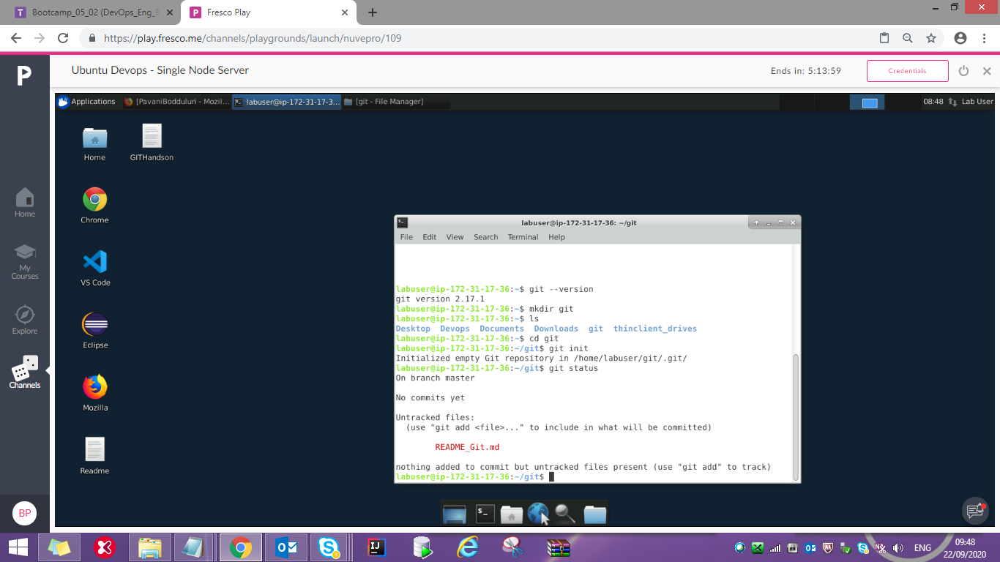 Bootcamp_05_02 (DevOps_Eng_B
Fresco Play
https://play.fresco.me/channels/playgrounds/launch/nuvepro/109
Ubuntu Devops - Single Node Server
Ends in: 5:13:59
Credentials
Applications
[PavaniBodduluri - Mozil...
labuser@ip-172-31-17-3...
[git - File Manager]
08:48
Lab User
Home
GITHandson
Chrome
VS Code
Eclipse
Mozilla
Readme
Home
My
Courses
Explore
Channels
BP
labuser@ip-172-31-17-36: ~/git
File Edit View Search Terminal Help
labuser@ip-172-31-17-36:~$ git --version
git version 2.17.1
labuser@ip-172-31-17-36:~$ mkdir git
labuser@ip-172-31-17-36:~$ ls
Desktop Devops Documents Downloads git thinclient_drives
labuser@ip-172-31-17-36:~$ cd git
labuser@ip-172-31-17-36:~/git$ git init
Initialized empty Git repository in /home/labuser/git/.git/
labuser@ip-172-31-17-36:~/git$ git status
On branch master
No commits yet
Untracked files:
(use "git add <file>..." to include in what will be committed)
README_Git.md
nothing added to commit but untracked files present (use "git add" to track)
labuser@ip-172-31-17-36:~/git$
ENG
09:48
22/09/2020